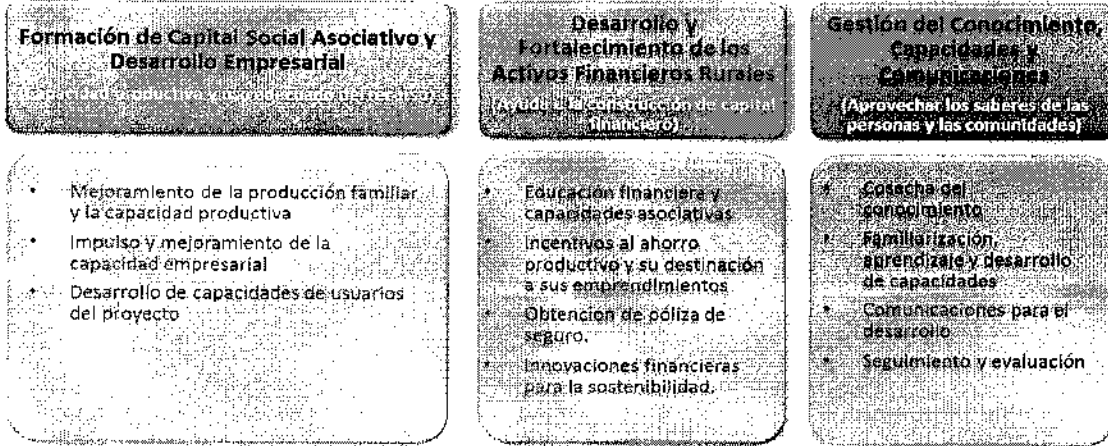 Formación de Capital Social Asociativo y
Desarrollo Empresarial
(Capacidad productiva y
Mejoramiento de la producción familiar
y la capacidad productiva
Impulso y mejoramiento de la
capacidad empresarial
Desarrollo de capacidades de usuarios
del proyecto
Desarrollo y
Fortalecimiento de los
Activos Financieros Rurales
(Ayuda a la construcción de capital
financiero)
Educación financiera y
capacidades asociativas
Incentivos al ahorro
productivo y su destinación
a sus emprendimientos
Obtención de póliza de
seguro.
Innovaciones financieras
para la sostenibilidad.
Gestión del Conocimiento,
Capacidades y
Comunicaciones
(Aprovechar los saberes de las
personas y las comunidades)
Cosecha del
conocimiento
Familiarización,
aprendizaje y desarrollo
de capacidades
Comunicaciones para el
desarrollo
Seguimiento y evaluación